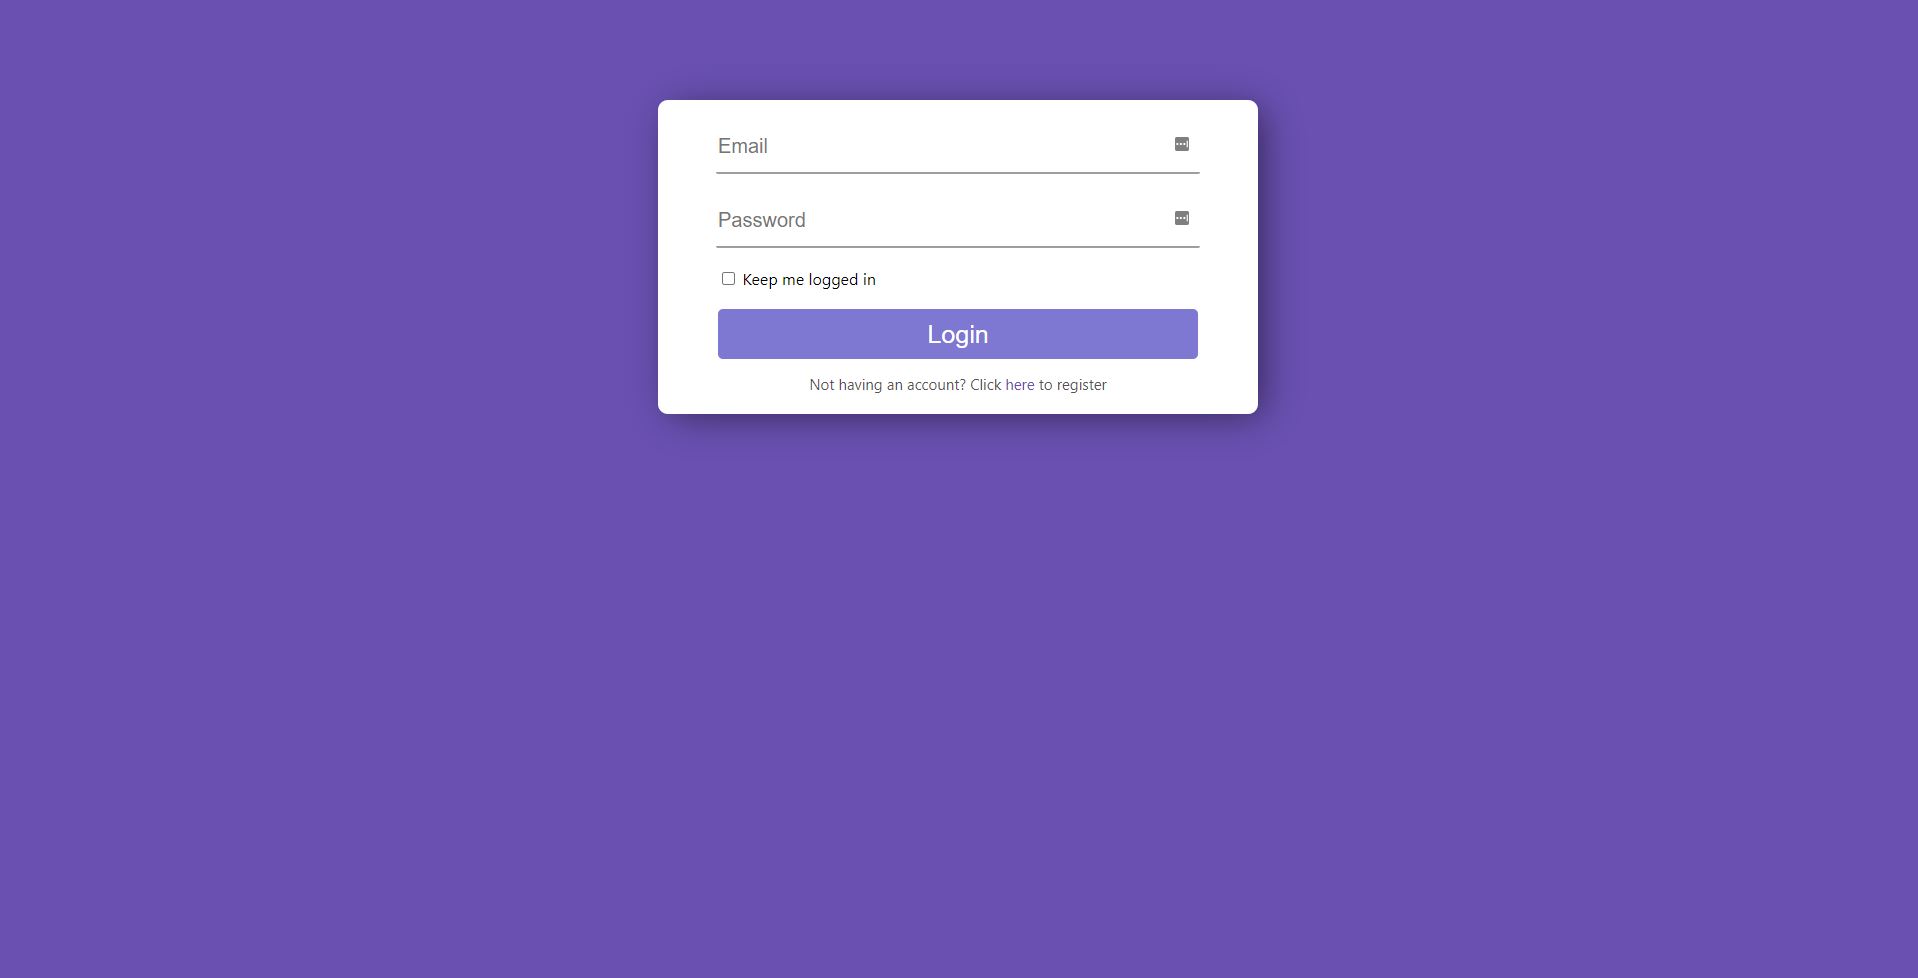 Email
Password
Keep me logged in
Login
Not having an account? Click here to register